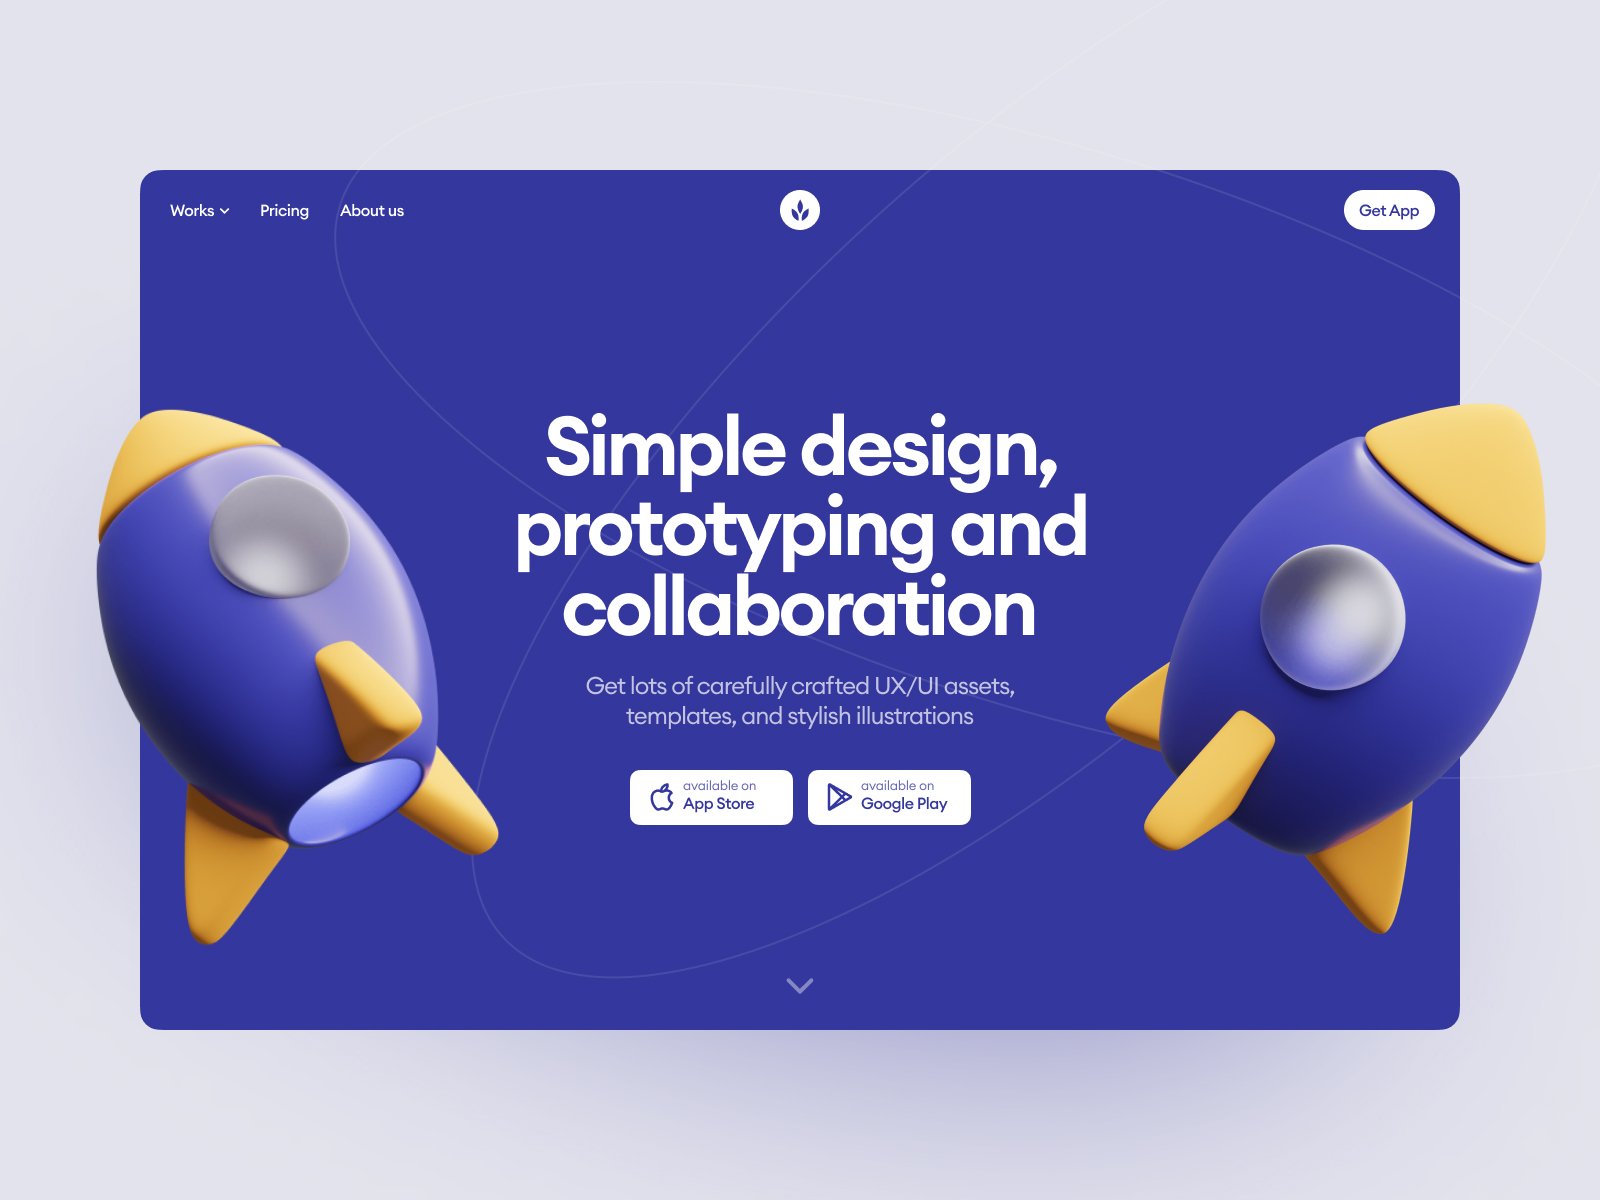 Works
Pricing
About us
Get App
Simple design,
prototyping and
collaboration
Get lots of carefully crafted UX/UI assets,
templates, and stylish illustrations
available on
App Store
available on
Google Play